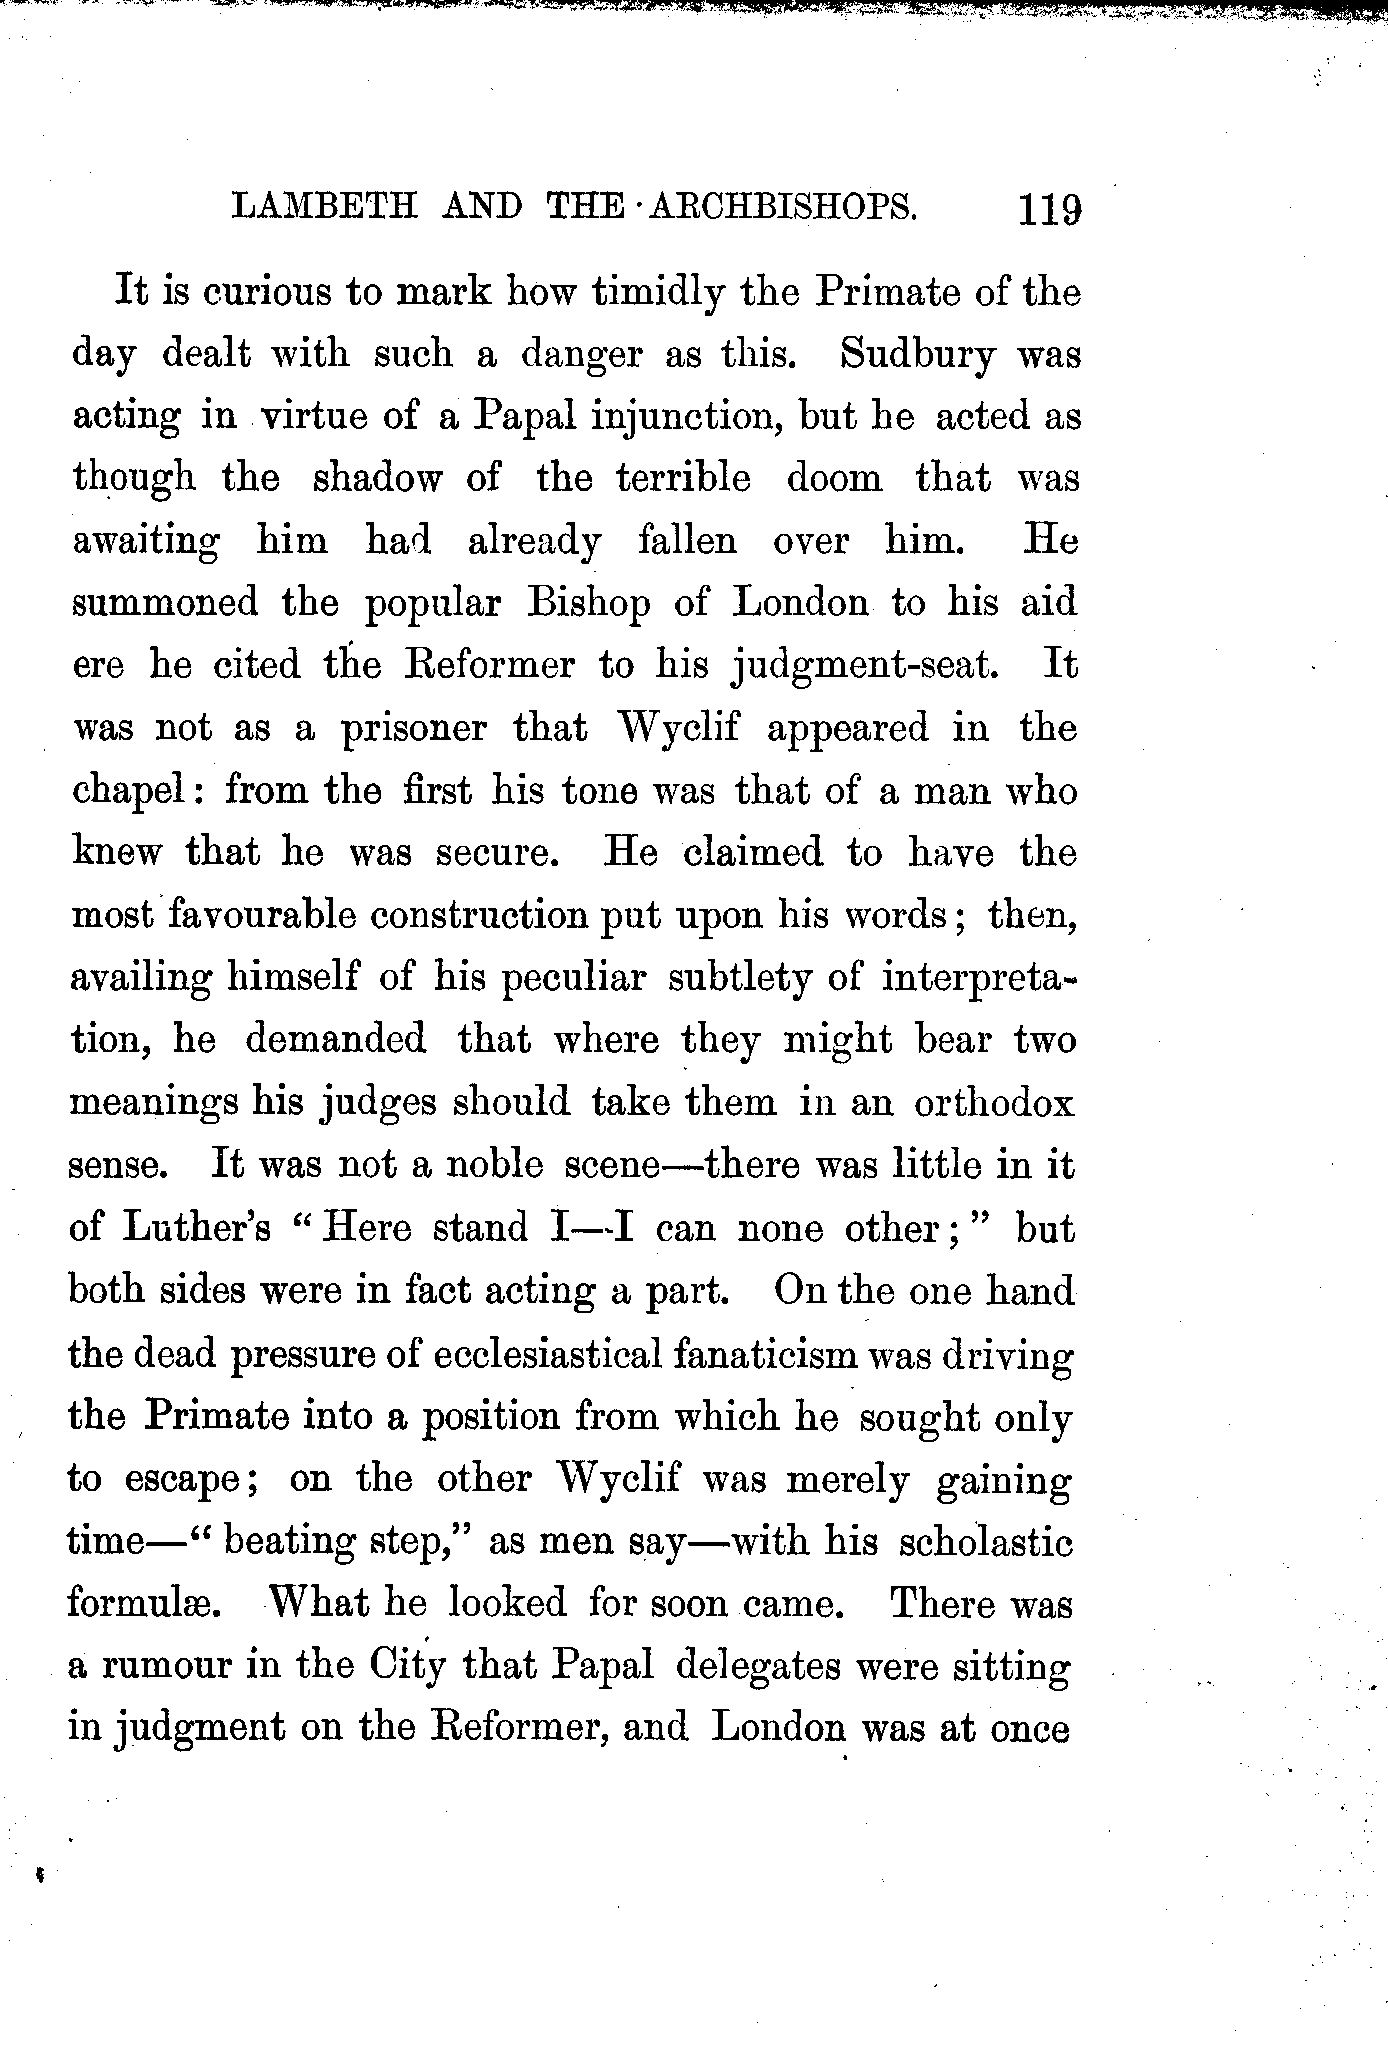 LAMBETH AND THE ARCHBISHOPS. 119
It is curious to mark how timidly the Primate of the
day dealt with such a danger as this. Sudbury was
acting in virtue of a Papal injunction, but he acted as
though the shadow of the terrible doom that was
awaiting him had already fallen over him. He
summoned the popular Bishop of London to his aid
ere he cited the Reformer to his judgment-seat. It
was not as a prisoner that Wyclif appeared in the
chapel: from the first his tone was that of a man who
knew that he was secure. He claimed to have the
most favourable construction put upon his words; then,
availing himself of his peculiar subtlety of interpreta-
tion, he demanded that where they might bear two
meanings his judges should take them in an orthodox
sense. It was not a noble scene—there was little in it
of Luther's "Here stand I—I can none other;" but
both sides were in fact acting a part. On the one hand
the dead pressure of ecclesiastical fanaticism was driving
the Primate into a position from which he sought only
to escape; on the other Wyclif was merely gaining
time—"beating step," as men say—with his scholastic
formulæ. What he looked for soon came. There was
a rumour in the City that Papal delegates were sitting
in judgment on the Reformer, and London was at once